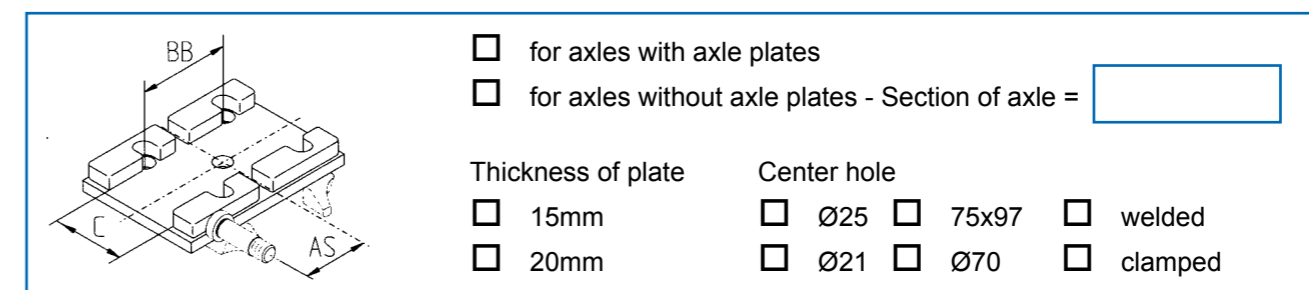 BB
C
AS
☐ for axles with axle plates
☐ for axles without axle plates - Section of axle =
Thickness of plate Center hole
☐ 15mm ☐ Ø25 ☐ 75x97 ☐ welded
☐ 20mm ☐ Ø21 ☐ Ø70 ☐ clamped